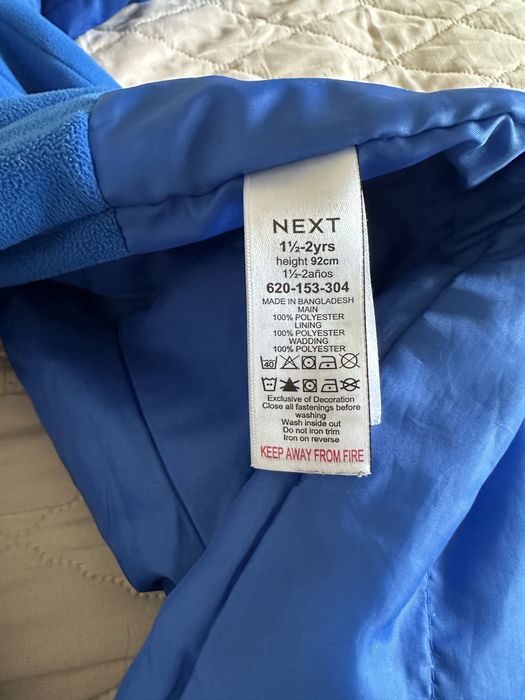 NEXT
1½-2yrs
height 92cm
1½-2años
620-153-304
MADE IN BANGLADESH
MAIN
100% POLYESTER
LINING
100% POLYESTER
WADDING
100% POLYESTER
40
Exclusive of Decoration
Close all fastenings before
washing
Wash inside out
Do not iron trim
Iron on reverse
KEEP AWAY FROM FIRE